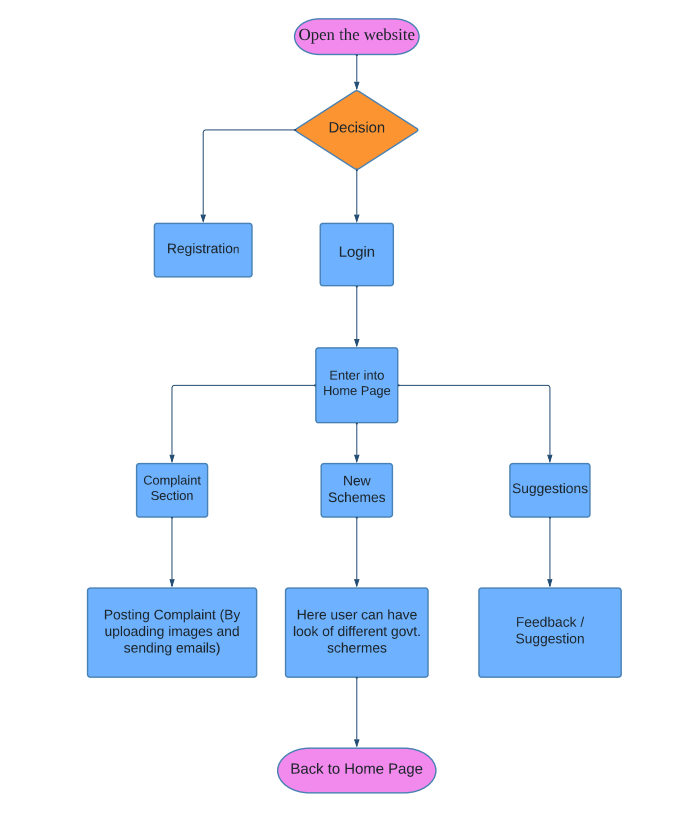 Open the website
Decision
Registration
Login
Enter into
Home Page
Complaint
Section
New
Schemes
Suggestions
Posting Complaint (By
uploading images and
sending emails)
Here user can have
look of different govt.
schermes
Feedback /
Suggestion
Back to Home Page